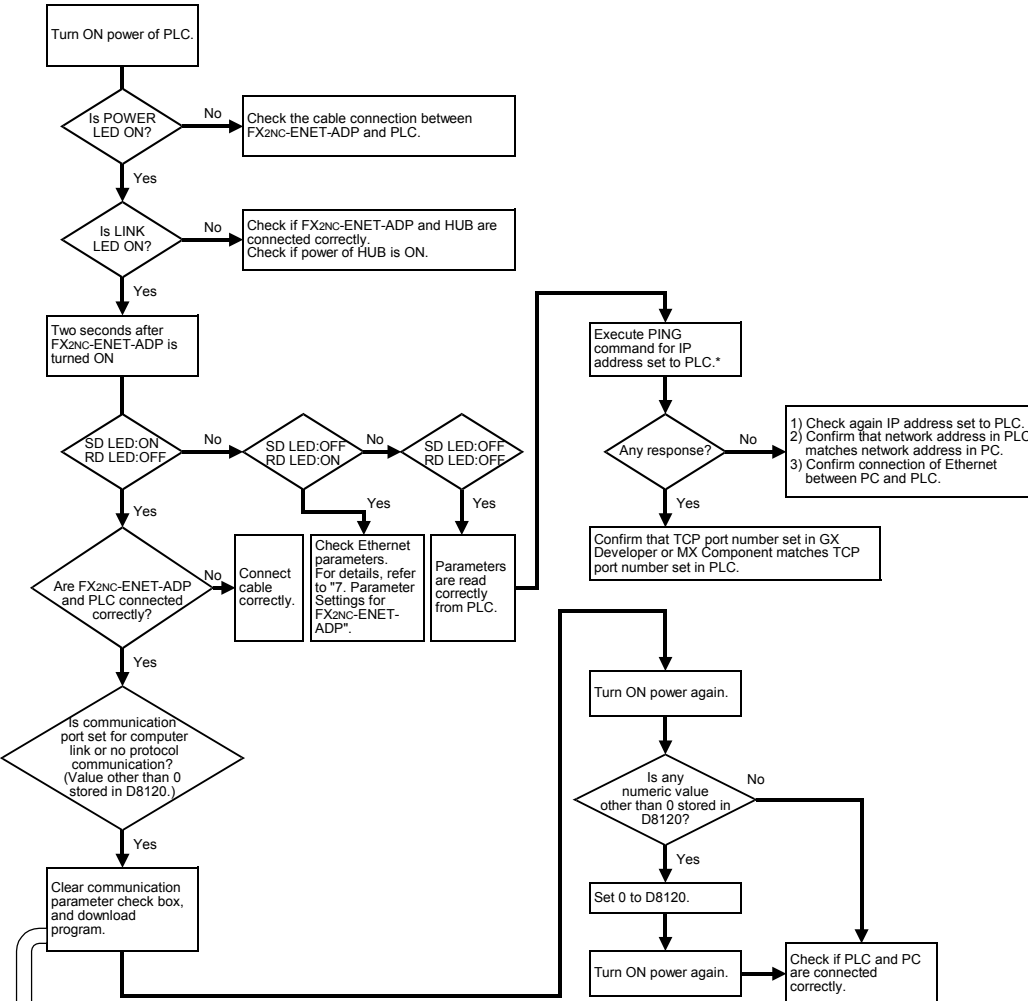 Turn ON power of PLC.
Is POWER
LED ON?
No
Check the cable connection between
FX2NC-ENET-ADP and PLC.
Yes
Is LINK
LED ON?
No
Check if FX2NC-ENET-ADP and HUB are
connected correctly.
Check if power of HUB is ON.
Yes
Two seconds after
FX2NC-ENET-ADP is
turned ON
SD LED:ON
RD LED:OFF
No
SD LED:OFF
RD LED:ON
No
SD LED:OFF
RD LED:OFF
Yes
Yes
Yes
Are FX2NC-ENET-ADP
and PLC connected
correctly?
No
Connect
cable
correctly.
Check Ethernet
parameters.
For details, refer
to "7. Parameter
Settings for
FX2NC-ENET-
ADP".
Parameters
are read
correctly
from PLC.
Yes
Is communication
port set for computer
link or no protocol
communication?
(Value other than 0
stored in D8120.)
Yes
Clear communication
parameter check box,
and download
program.
Execute PING
command for IP
address set to PLC.*
Any response?
No
1) Check again IP address set to PLC.
2) Confirm that network address in PLC
matches network address in PC.
3) Confirm connection of Ethernet
between PC and PLC.
Yes
Confirm that TCP port number set in GX
Developer or MX Component matches TCP
port number set in PLC.
Turn ON power again.
Is any
numeric value
other than 0 stored in
D8120?
No
Yes
Set 0 to D8120.
Turn ON power again.
Check if PLC and PC
are connected
correctly.